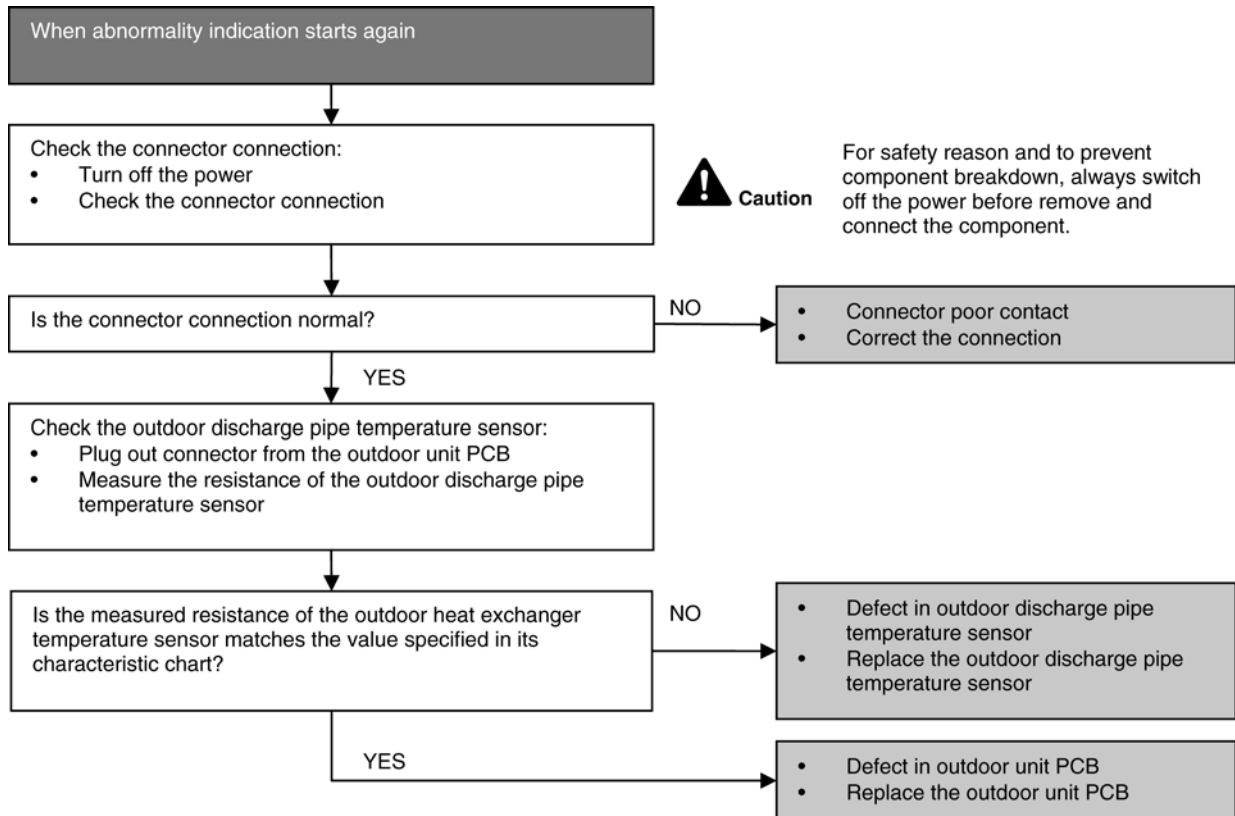 When abnormality indication starts again
Check the connector connection:
• Turn off the power
• Check the connector connection
Caution
For safety reason and to prevent
component breakdown, always switch
off the power before remove and
connect the component.
Is the connector connection normal?
NO
• Connector poor contact
• Correct the connection
YES
Check the outdoor discharge pipe temperature sensor:
• Plug out connector from the outdoor unit PCB
• Measure the resistance of the outdoor discharge pipe
temperature sensor
Is the measured resistance of the outdoor heat exchanger
temperature sensor matches the value specified in its
characteristic chart?
NO
• Defect in outdoor discharge pipe
temperature sensor
• Replace the outdoor discharge pipe
temperature sensor
YES
• Defect in outdoor unit PCB
• Replace the outdoor unit PCB